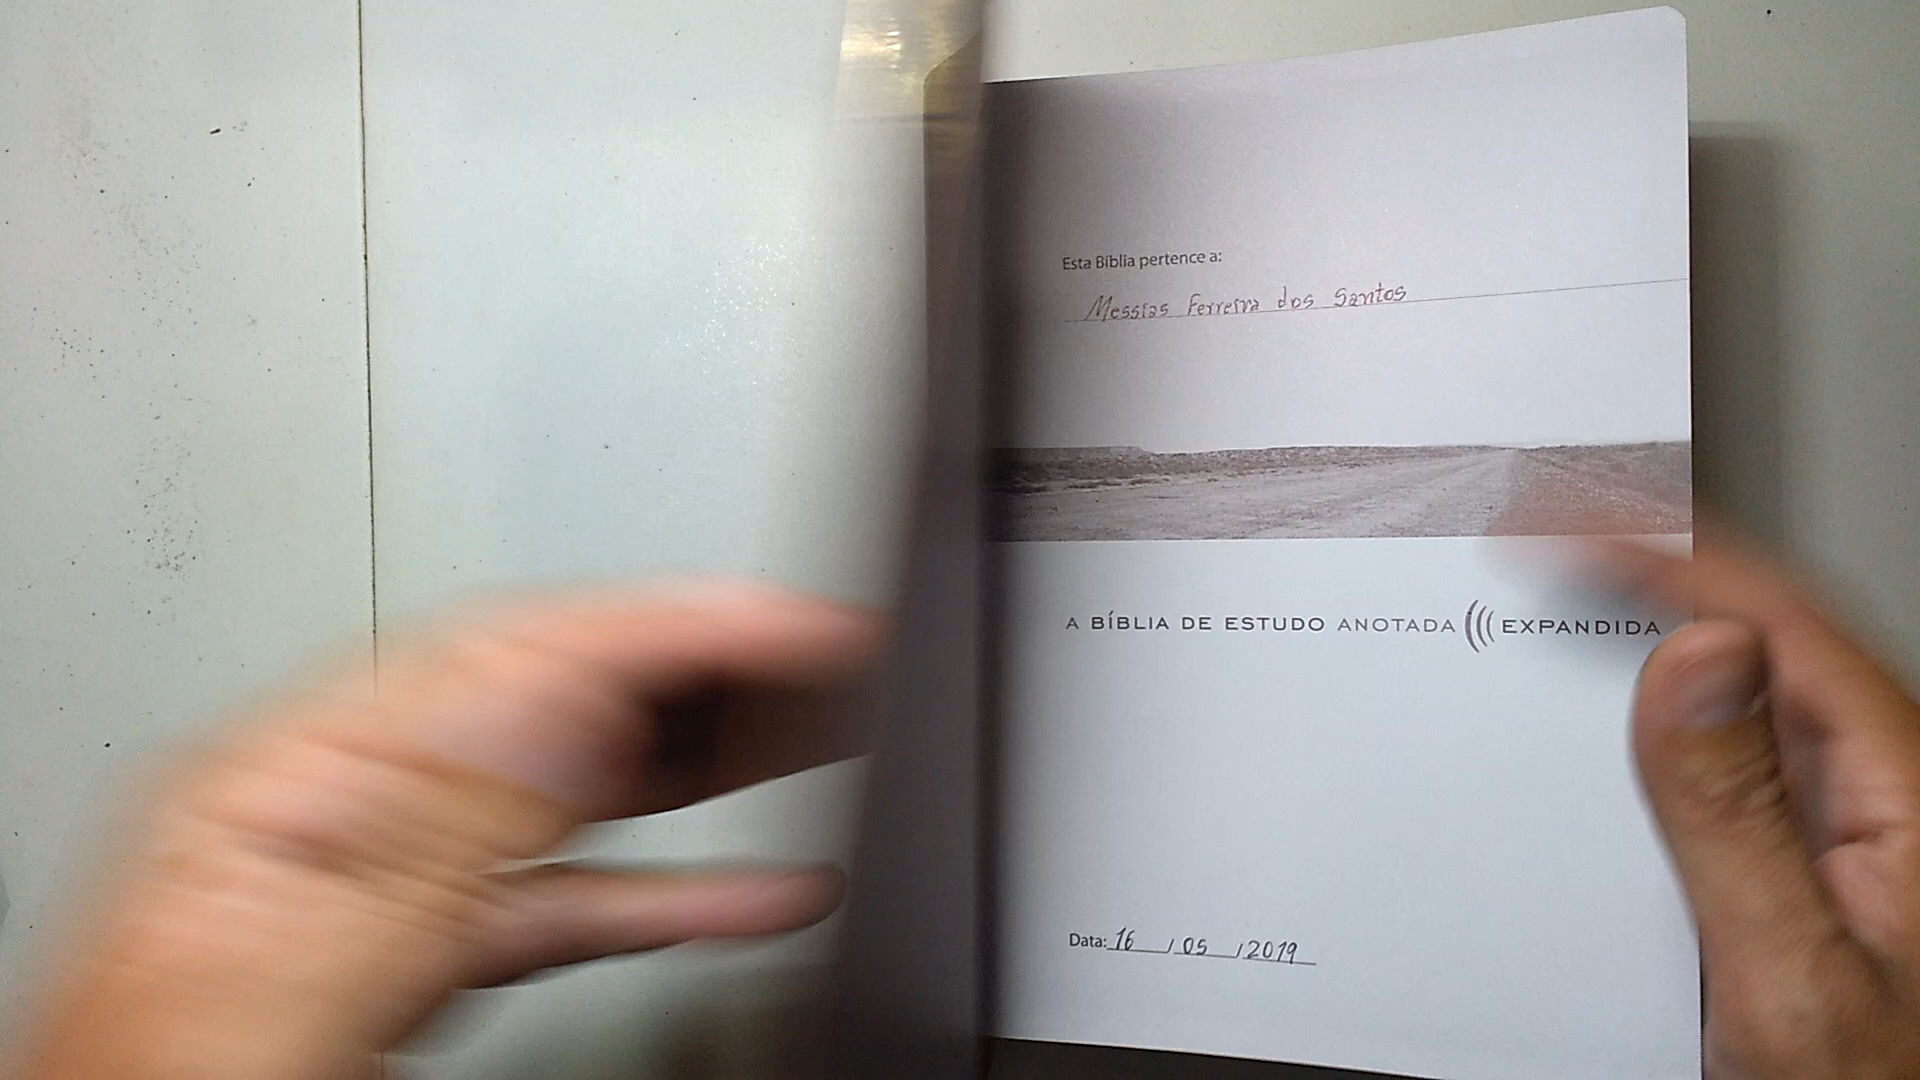 Esta Bíblia pertence a:
Messias Ferreira dos Santos
A BÍBLIA DE ESTUDO ANOTADA EXPANDIDA
Data: 16 / 05 / 2019